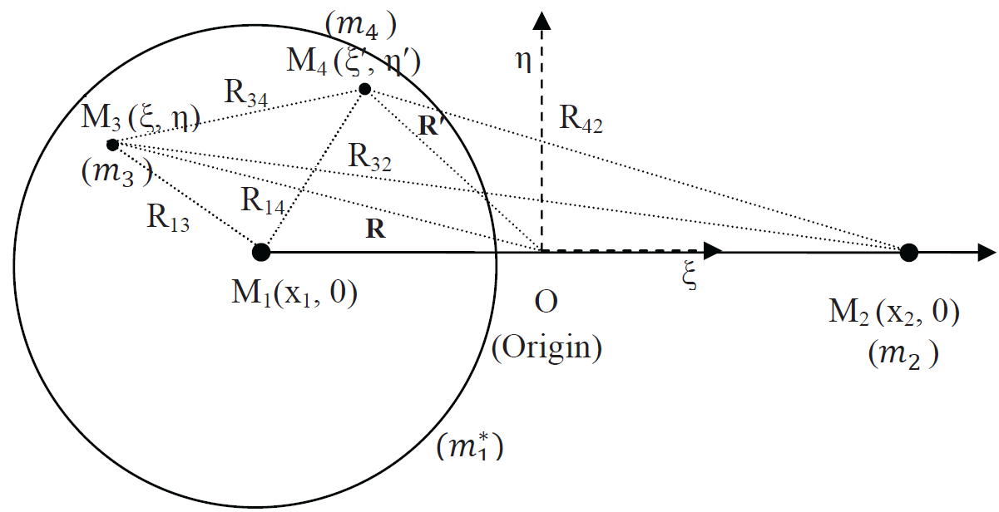 (m₄)
M₄(ξ′, η′)
η
R₃₄
M₃(ξ, η)
R′
R₄₂
(m₃)
R₃₂
R₁₄
R₁₃
R
ξ
M₁(x₁, 0)
O
M₂(x₂, 0)
(Origin)
(m₂)
(m₁*)